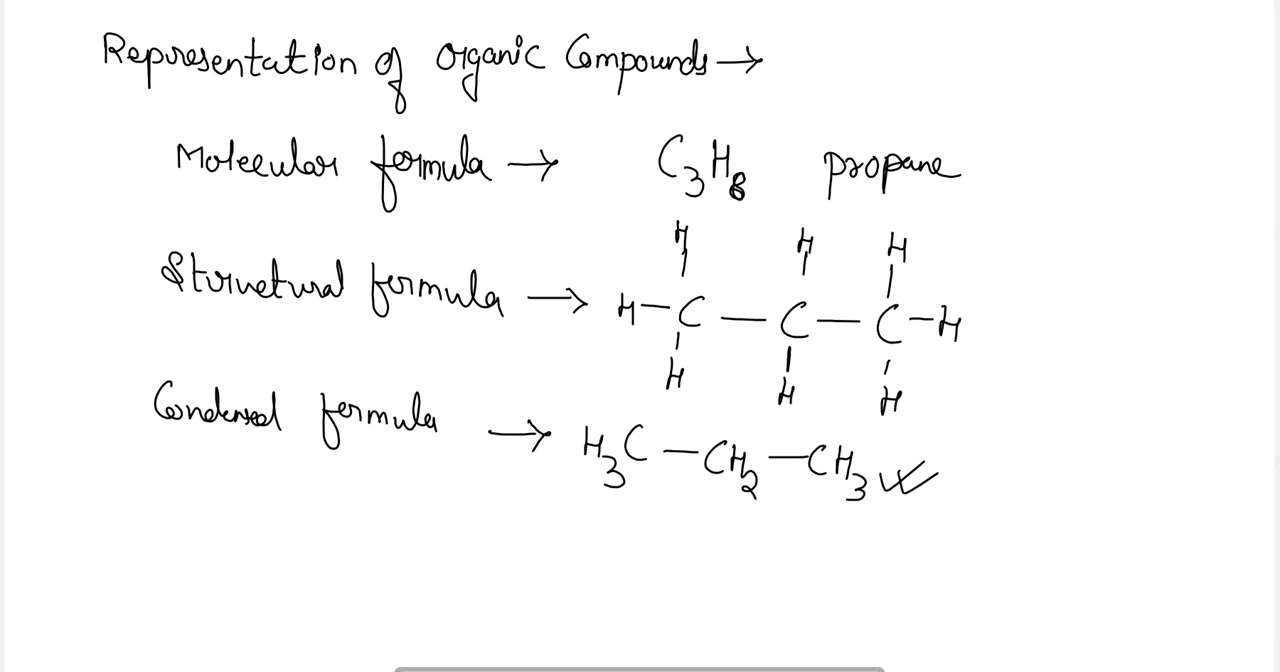 Representation of Organic Compounds →
Molecular formula → C3H8 propane
H H H
Structural formula → H—C — C — C—H
H H H
Condensed formula → H3C — CH2 — CH3